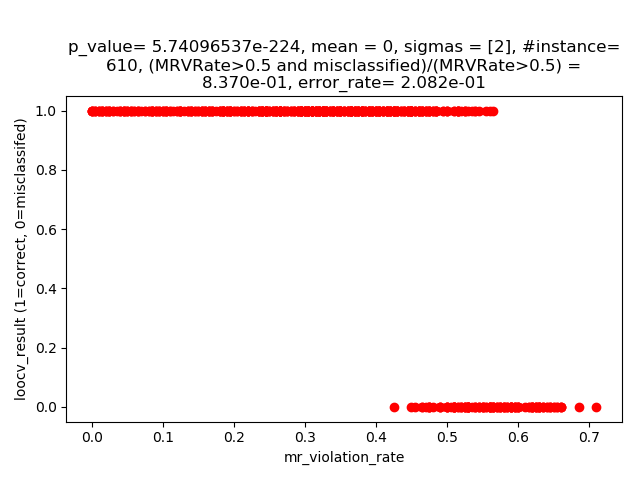 p_value= 5.74096537e-224, mean = 0, sigmas = [2], #instance=
610, (MRVRate>0.5 and misclassified)/(MRVRate>0.5) =
8.370e-01, error_rate= 2.082e-01
loocv_result (1=correct, 0=misclassifed)
1.0
0.8
0.6
0.4
0.2
0.0
0.0 0.1 0.2 0.3 0.4 0.5 0.6 0.7
mr_violation_rate